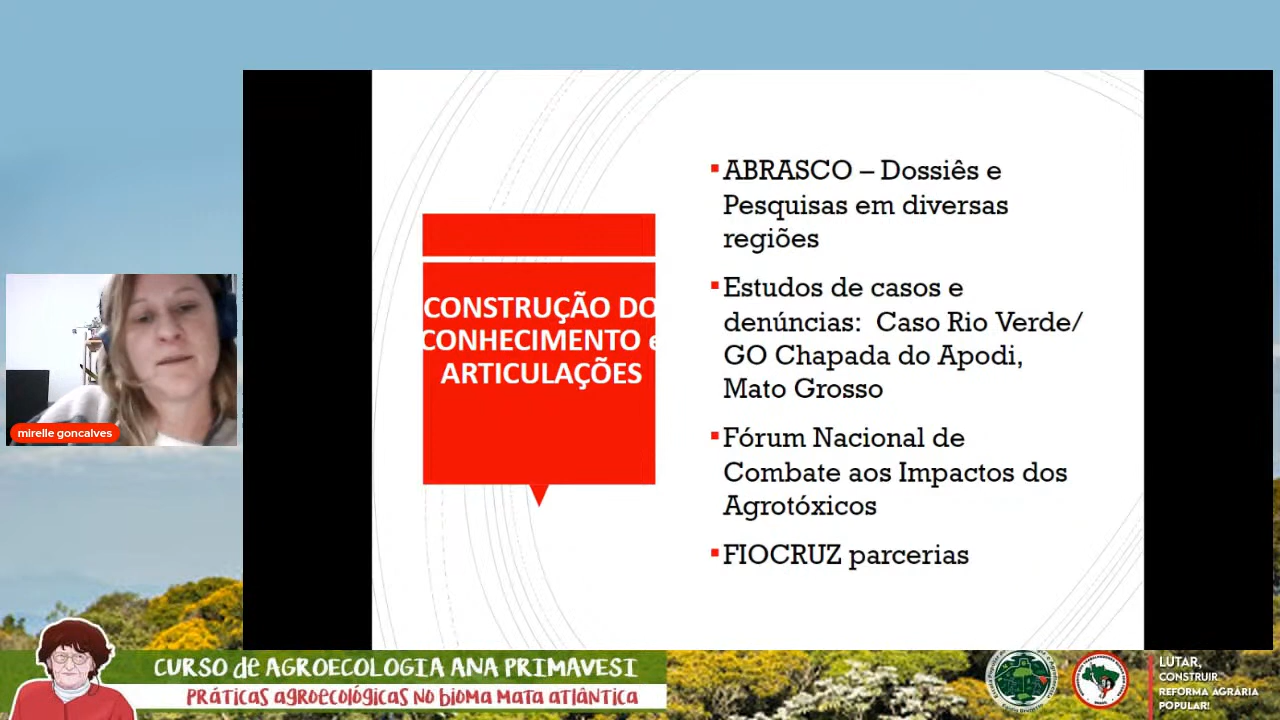 CONSTRUÇÃO DO
CONHECIMENTO e
ARTICULAÇÕES
ABRASCO – Dossiês e
Pesquisas em diversas
regiões
Estudos de casos e
denúncias: Caso Rio Verde/
GO Chapada do Apodi,
Mato Grosso
Fórum Nacional de
Combate aos Impactos dos
Agrotóxicos
FIOCRUZ parcerias
mirelle goncalves
CURSO de AGROECOLOGIA ANA PRIMAVESI
PRÁTICAS AGROECOLÓGICAS NO BIOMA MATA ATLÂNTICA
LUTAR,
CONSTRUIR
REFORMA AGRÁRIA
POPULAR!